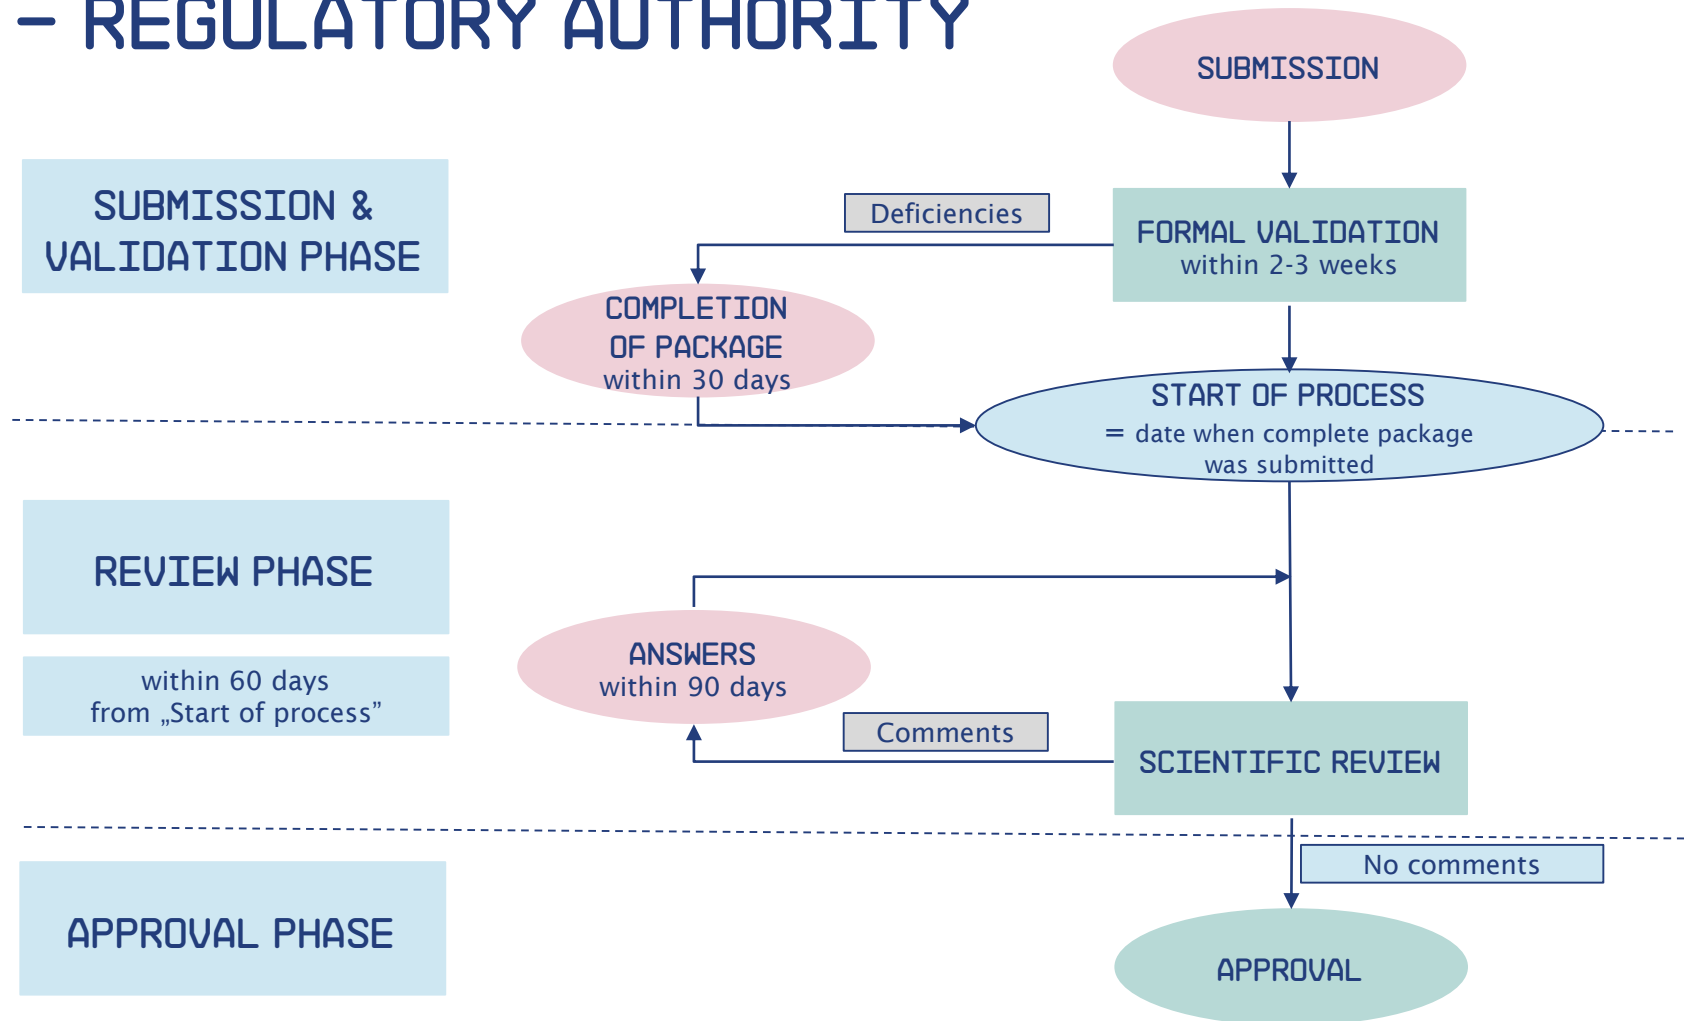 – REGULATORY AUTHORITY
SUBMISSION
SUBMISSION &
VALIDATION PHASE
Deficiencies
FORMAL VALIDATION
within 2-3 weeks
COMPLETION
OF PACKAGE
within 30 days
START OF PROCESS
= date when complete package
was submitted
REVIEW PHASE
within 60 days
from „Start of process”
ANSWERS
within 90 days
Comments
SCIENTIFIC REVIEW
No comments
APPROVAL PHASE
APPROVAL